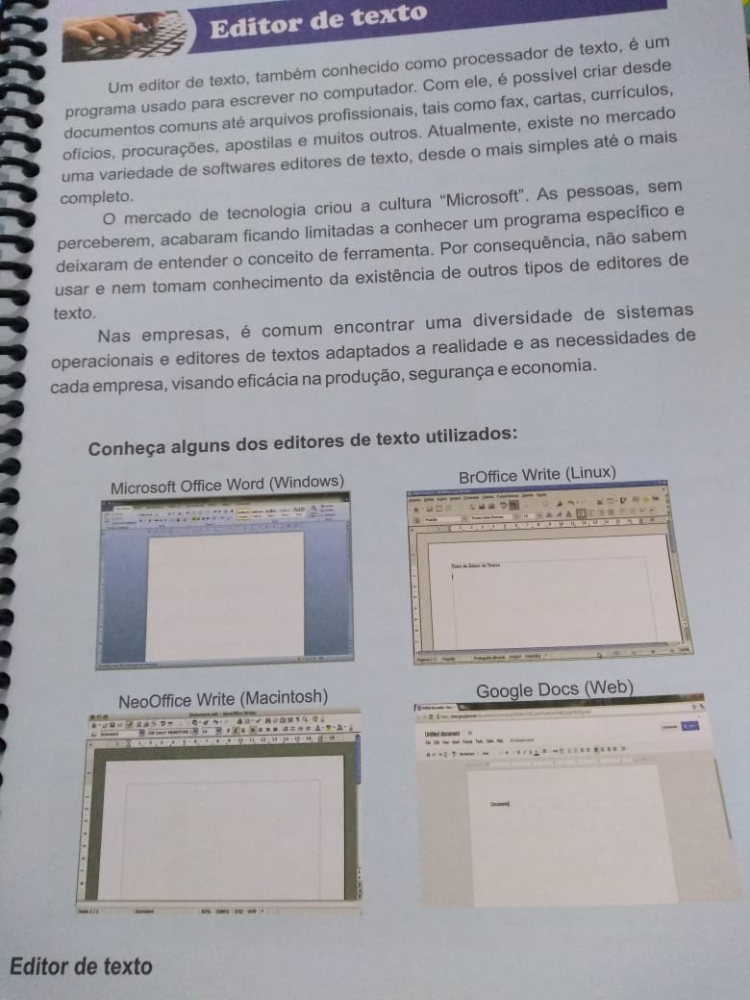 Editor de texto
Um editor de texto, também conhecido como processador de texto, é um
programa usado para escrever no computador. Com ele, é possível criar desde
documentos comuns até arquivos profissionais, tais como fax, cartas, currículos,
ofícios, procurações, apostilas e muitos outros. Atualmente, existe no mercado
uma variedade de softwares editores de texto, desde o mais simples até o mais
completo.
O mercado de tecnologia criou a cultura "Microsoft". As pessoas, sem
perceberem, acabaram ficando limitadas a conhecer um programa específico e
deixaram de entender o conceito de ferramenta. Por consequência, não sabem
usar e nem tomam conhecimento da existência de outros tipos de editores de
texto.
Nas empresas, é comum encontrar uma diversidade de sistemas
operacionais e editores de textos adaptados a realidade e as necessidades de
cada empresa, visando eficácia na produção, segurança e economia.
Conheça alguns dos editores de texto utilizados:
Microsoft Office Word (Windows)
BrOffice Write (Linux)
NeoOffice Write (Macintosh)
Google Docs (Web)
Untitled document
Editor de texto